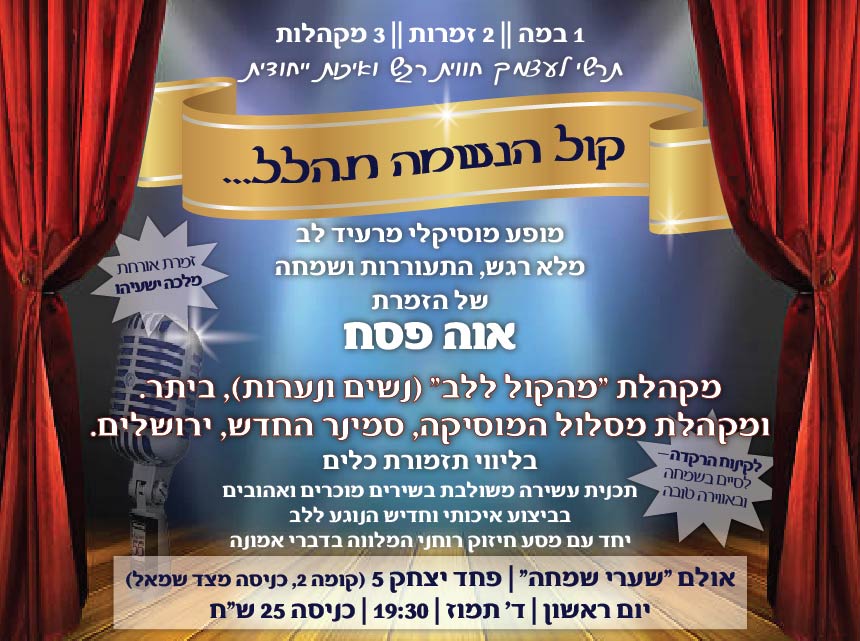 1 במה || 2 זמרות || 3 מקהלות
תרשי לעצמך חווית רגש ואיכות ייחודית
קול הנשמה תהלל...
מופע מוסיקלי מרעיד לב
מלא רגש, התעוררות ושמחה
של הזמרת
אוה פסח
זמרת אורחת
מלכה ישעיהו
מקהלת "מהקול ללב" (נשים ונערות), ביתר.
ומקהלת מסלול המוסיקה, סמינר החדש, ירושלים.
בליווי תזמורת כלים
תכנית עשירה משולבת בשירים מוכרים ואהובים
בביצוע איכותי וחדיש הנוגע ללב
יחד עם מסע חיזוק רוחני המלווה בדברי אמונה
לקינוח הרקדה –
לסיים בשמחה
ובאווירה טובה
אולם "שערי שמחה" | פחד יצחק 5 (קומה 2, כניסה מצד שמאל)
יום ראשון | ד' תמוז | 19:30 | כניסה 25 ש"ח